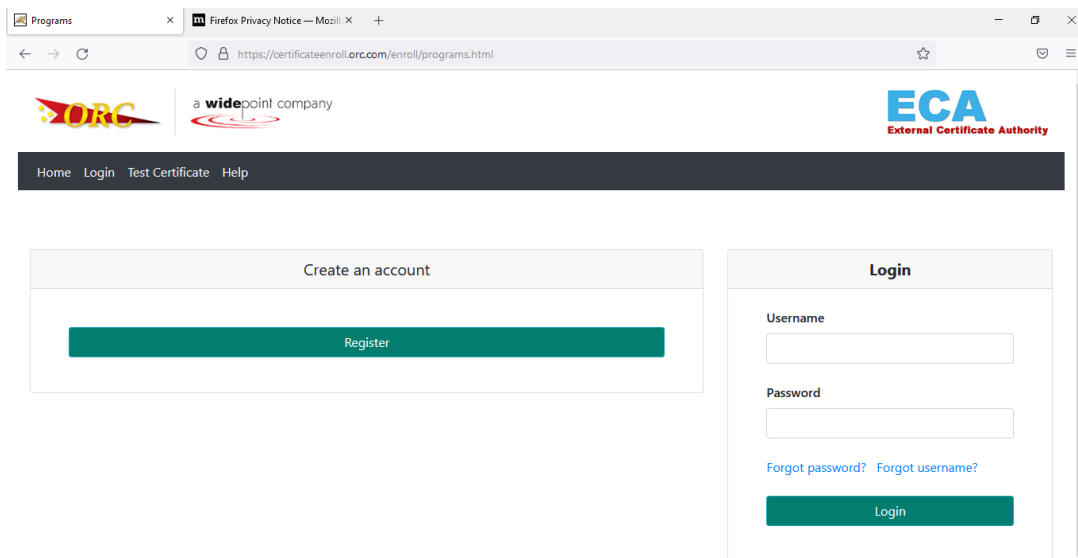 Programs
Firefox Privacy Notice — Mozill
https://certificateenroll.orc.com/enroll/programs.html
ORC
a widepoint company
ECA
External Certificate Authority
Home Login Test Certificate Help
Create an account
Register
Login
Username
Password
Forgot password? Forgot username?
Login